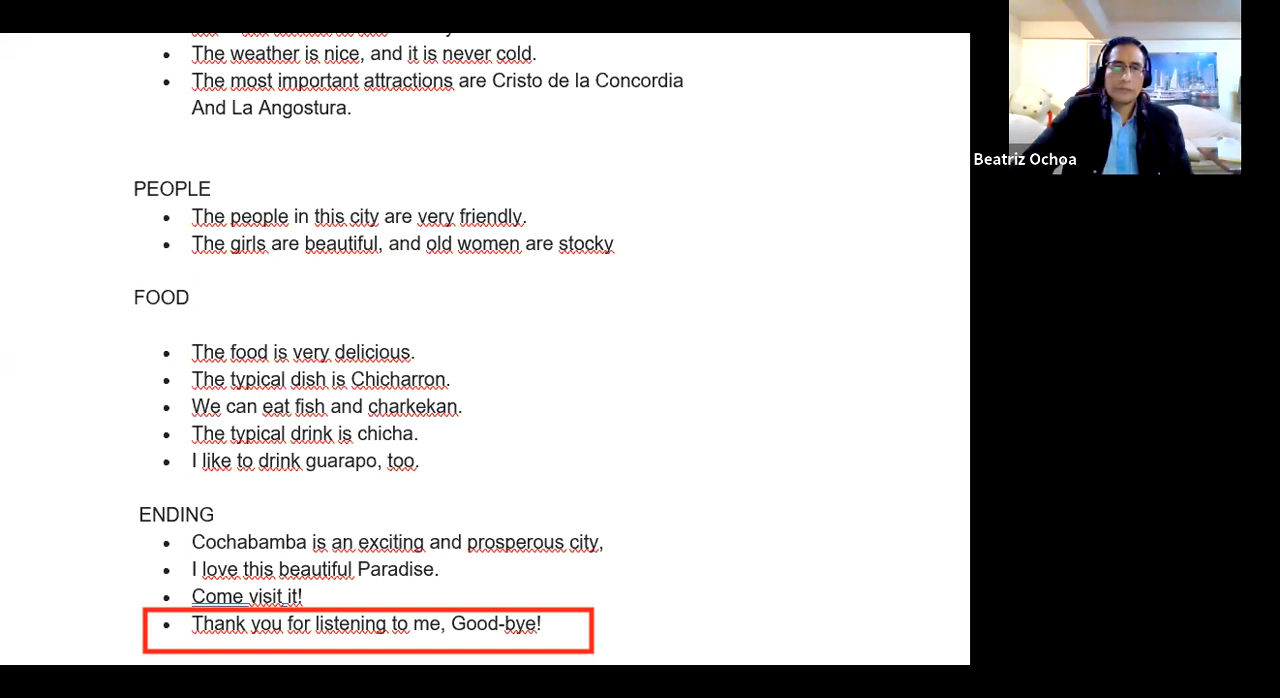 The weather is nice, and it is never cold.
The most important attractions are Cristo de la Concordia
And La Angostura.
Beatriz Ochoa
PEOPLE
The people in this city are very friendly.
The girls are beautiful, and old women are stocky
FOOD
The food is very delicious.
The typical dish is Chicharron.
We can eat fish and charkekan.
The typical drink is chicha.
I like to drink guarapo, too.
ENDING
Cochabamba is an exciting and prosperous city,
I love this beautiful Paradise.
Come visit it!
Thank you for listening to me, Good-bye!